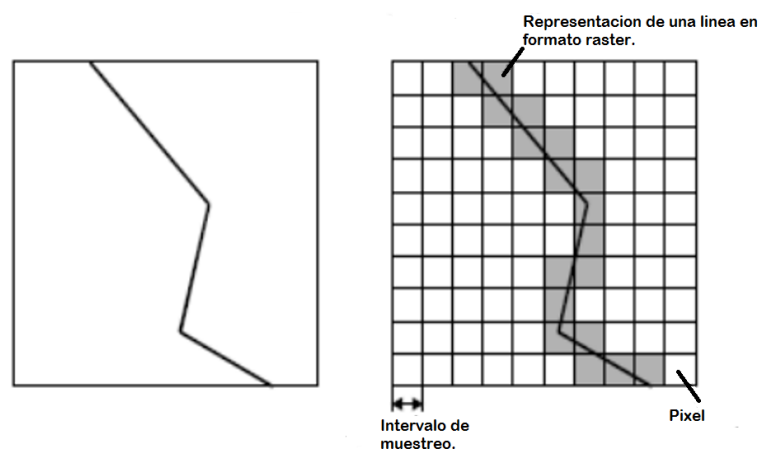 Representacion de una linea en
formato raster.
Intervalo de
muestreo.
Pixel